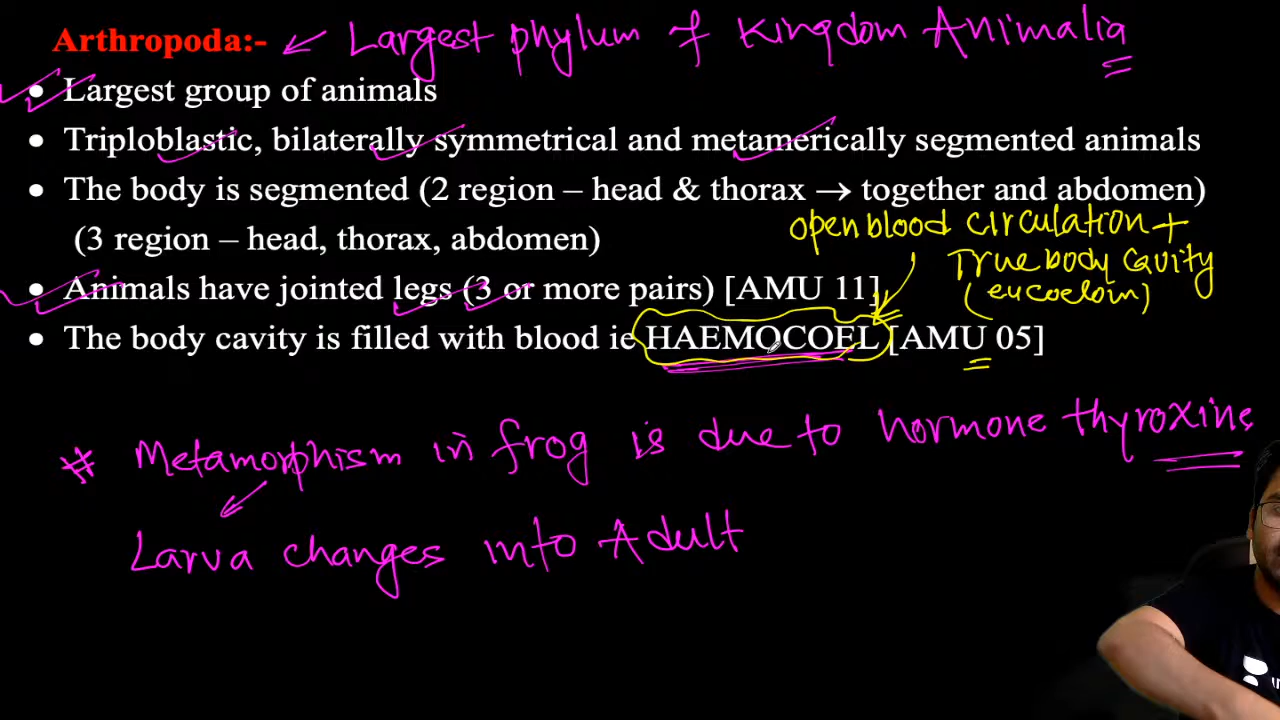 Arthropoda:- ↙ Largest phylum of Kingdom Animalia
• Largest group of animals
• Triploblastic, bilaterally symmetrical and metamerically segmented animals
• The body is segmented (2 region – head & thorax → together and abdomen)
(3 region – head, thorax, abdomen)
open blood circulation +
True body cavity
(eucoelom)
• Animals have jointed legs (3 or more pairs) [AMU 11]
• The body cavity is filled with blood ie HAEMOCOEL [AMU 05]
# Metamorphism in frog is due to hormone thyroxine
Larva changes into Adult